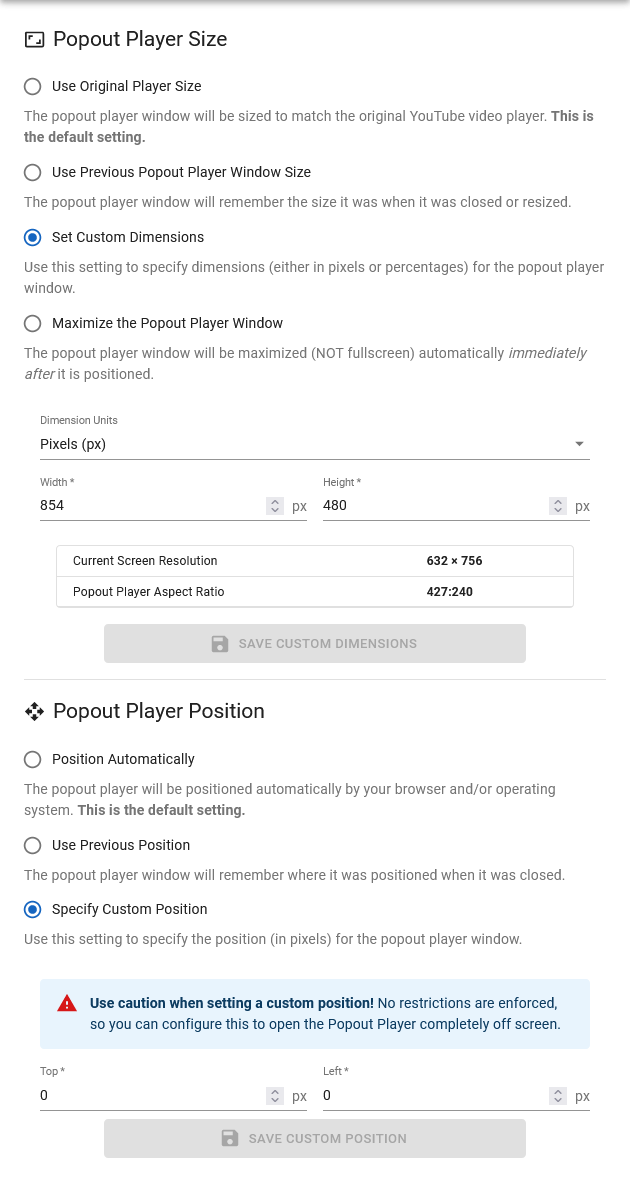 Popout Player Size
Use Original Player Size
The popout player window will be sized to match the original YouTube video player. This is
the default setting.
Use Previous Popout Player Window Size
The popout player window will remember the size it was when it was closed or resized.
Set Custom Dimensions
Use this setting to specify dimensions (either in pixels or percentages) for the popout player
window.
Maximize the Popout Player Window
The popout player window will be maximized (NOT fullscreen) automatically immediately
after it is positioned.
Dimension Units
Pixels (px)
Width * Height *
854 px 480 px
Current Screen Resolution 632 × 756
Popout Player Aspect Ratio 427:240
SAVE CUSTOM DIMENSIONS
Popout Player Position
Position Automatically
The popout player will be positioned automatically by your browser and/or operating
system. This is the default setting.
Use Previous Position
The popout player window will remember where it was positioned when it was closed.
Specify Custom Position
Use this setting to specify the position (in pixels) for the popout player window.
Use caution when setting a custom position! No restrictions are enforced,
so you can configure this to open the Popout Player completely off screen.
Top * Left *
0 px 0 px
SAVE CUSTOM POSITION